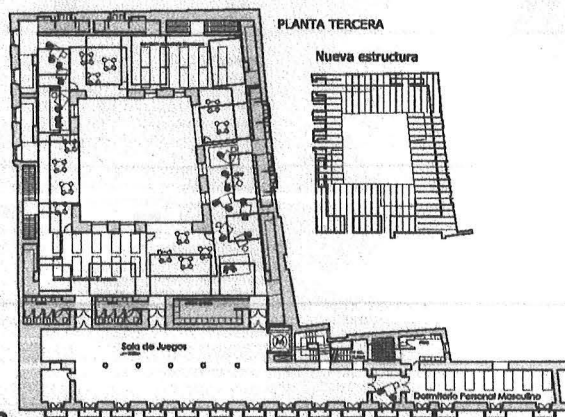 PLANTA TERCERA
Nueva estructura
Sala de Juegos
M
Dormitorio Personal Masculino